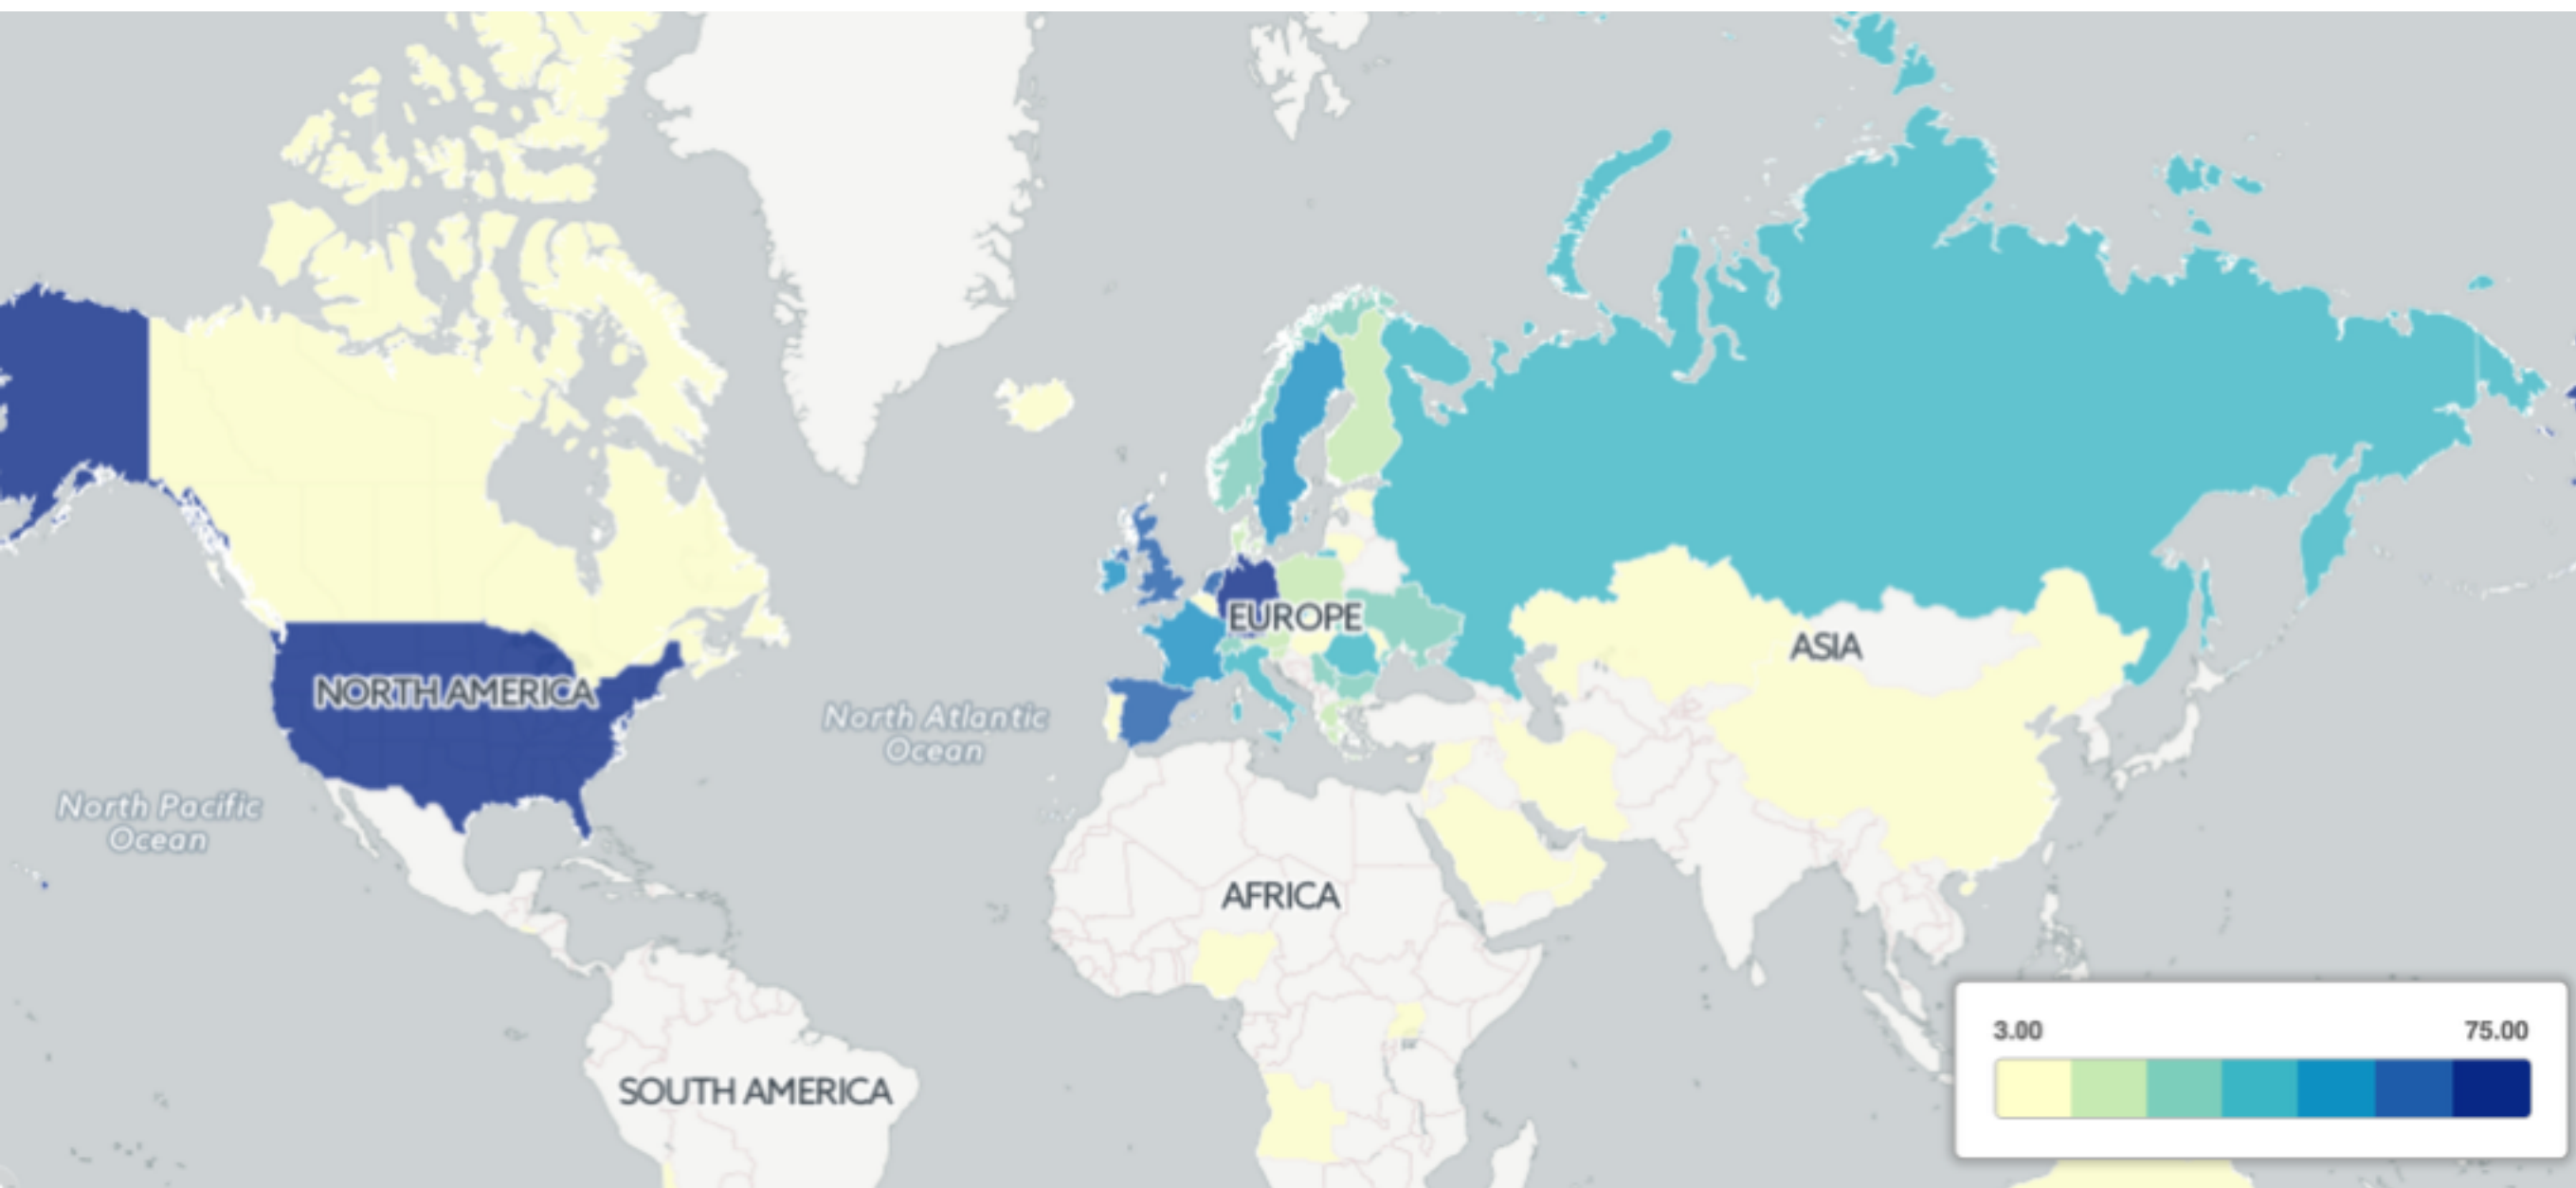 EUROPE
ASIA
NORTH AMERICA
North Atlantic
Ocean
North Pacific
Ocean
AFRICA
SOUTH AMERICA
3.00 75.00